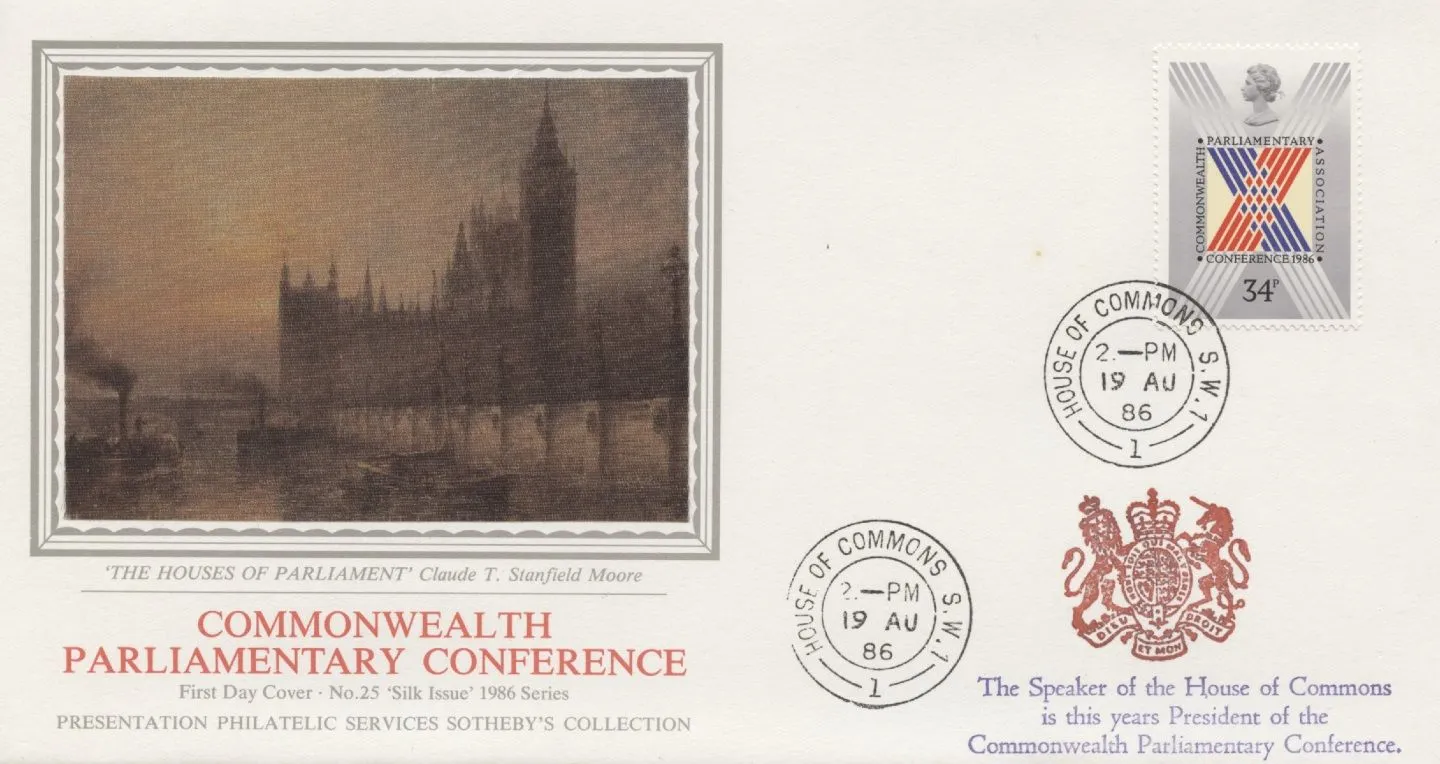 'THE HOUSES OF PARLIAMENT' Claude T. Stanfield Moore
COMMONWEALTH
PARLIAMENTARY CONFERENCE
First Day Cover · No.25 'Silk Issue' 1986 Series
PRESENTATION PHILATELIC SERVICES SOTHEBY'S COLLECTION
COMMONWEALTH
• PARLIAMENTARY •
ASSOCIATION
• CONFERENCE 1986 •
34P
HOUSE OF COMMONS S.W.1
2.—PM
19 AU
86
1
HOUSE OF COMMONS S.W.1
2.—PM
19 AU
86
1
DIEU ET MON DROIT
The Speaker of the House of Commons
is this years President of the
Commonwealth Parliamentary Conference.